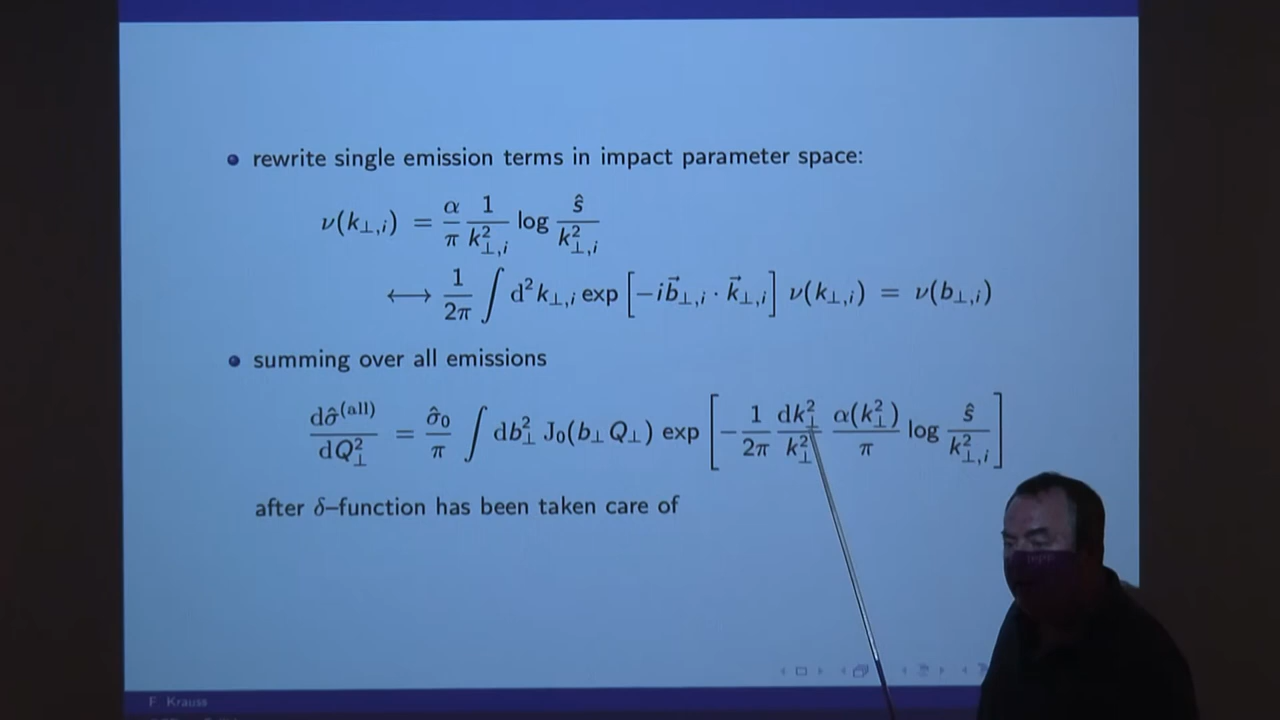 rewrite single emission terms in impact parameter space:
ν(k⊥,i) = α/π 1/k²⊥,i log ŝ/k²⊥,i
⟷ 1/2π ∫ d²k⊥,i exp[−i b⃗⊥,i · k⃗⊥,i] ν(k⊥,i) = ν(b⊥,i)
summing over all emissions
dσ̂(all)/dQ²⊥ = σ̂₀/π ∫ db²⊥ J₀(b⊥Q⊥) exp[−1/2π dk²⊥/k²⊥ α(k²⊥)/π log ŝ/k²⊥,i]
after δ–function has been taken care of
F. Krauss